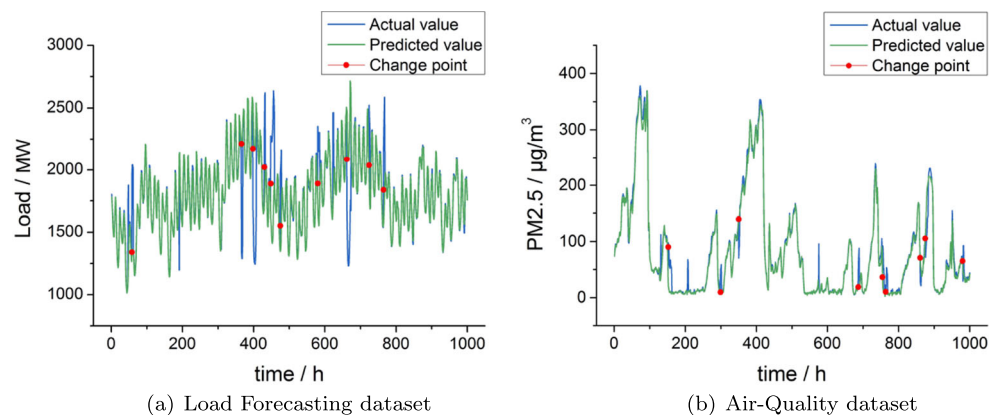 Actual value
Predicted value
Change point
3000
2500
2000
1500
1000
Load / MW
0 200 400 600 800 1000
time / h
(a) Load Forecasting dataset
Actual value
Predicted value
Change point
400
300
200
100
0
PM2.5 / μg/m³
0 200 400 600 800 1000
time / h
(b) Air-Quality dataset